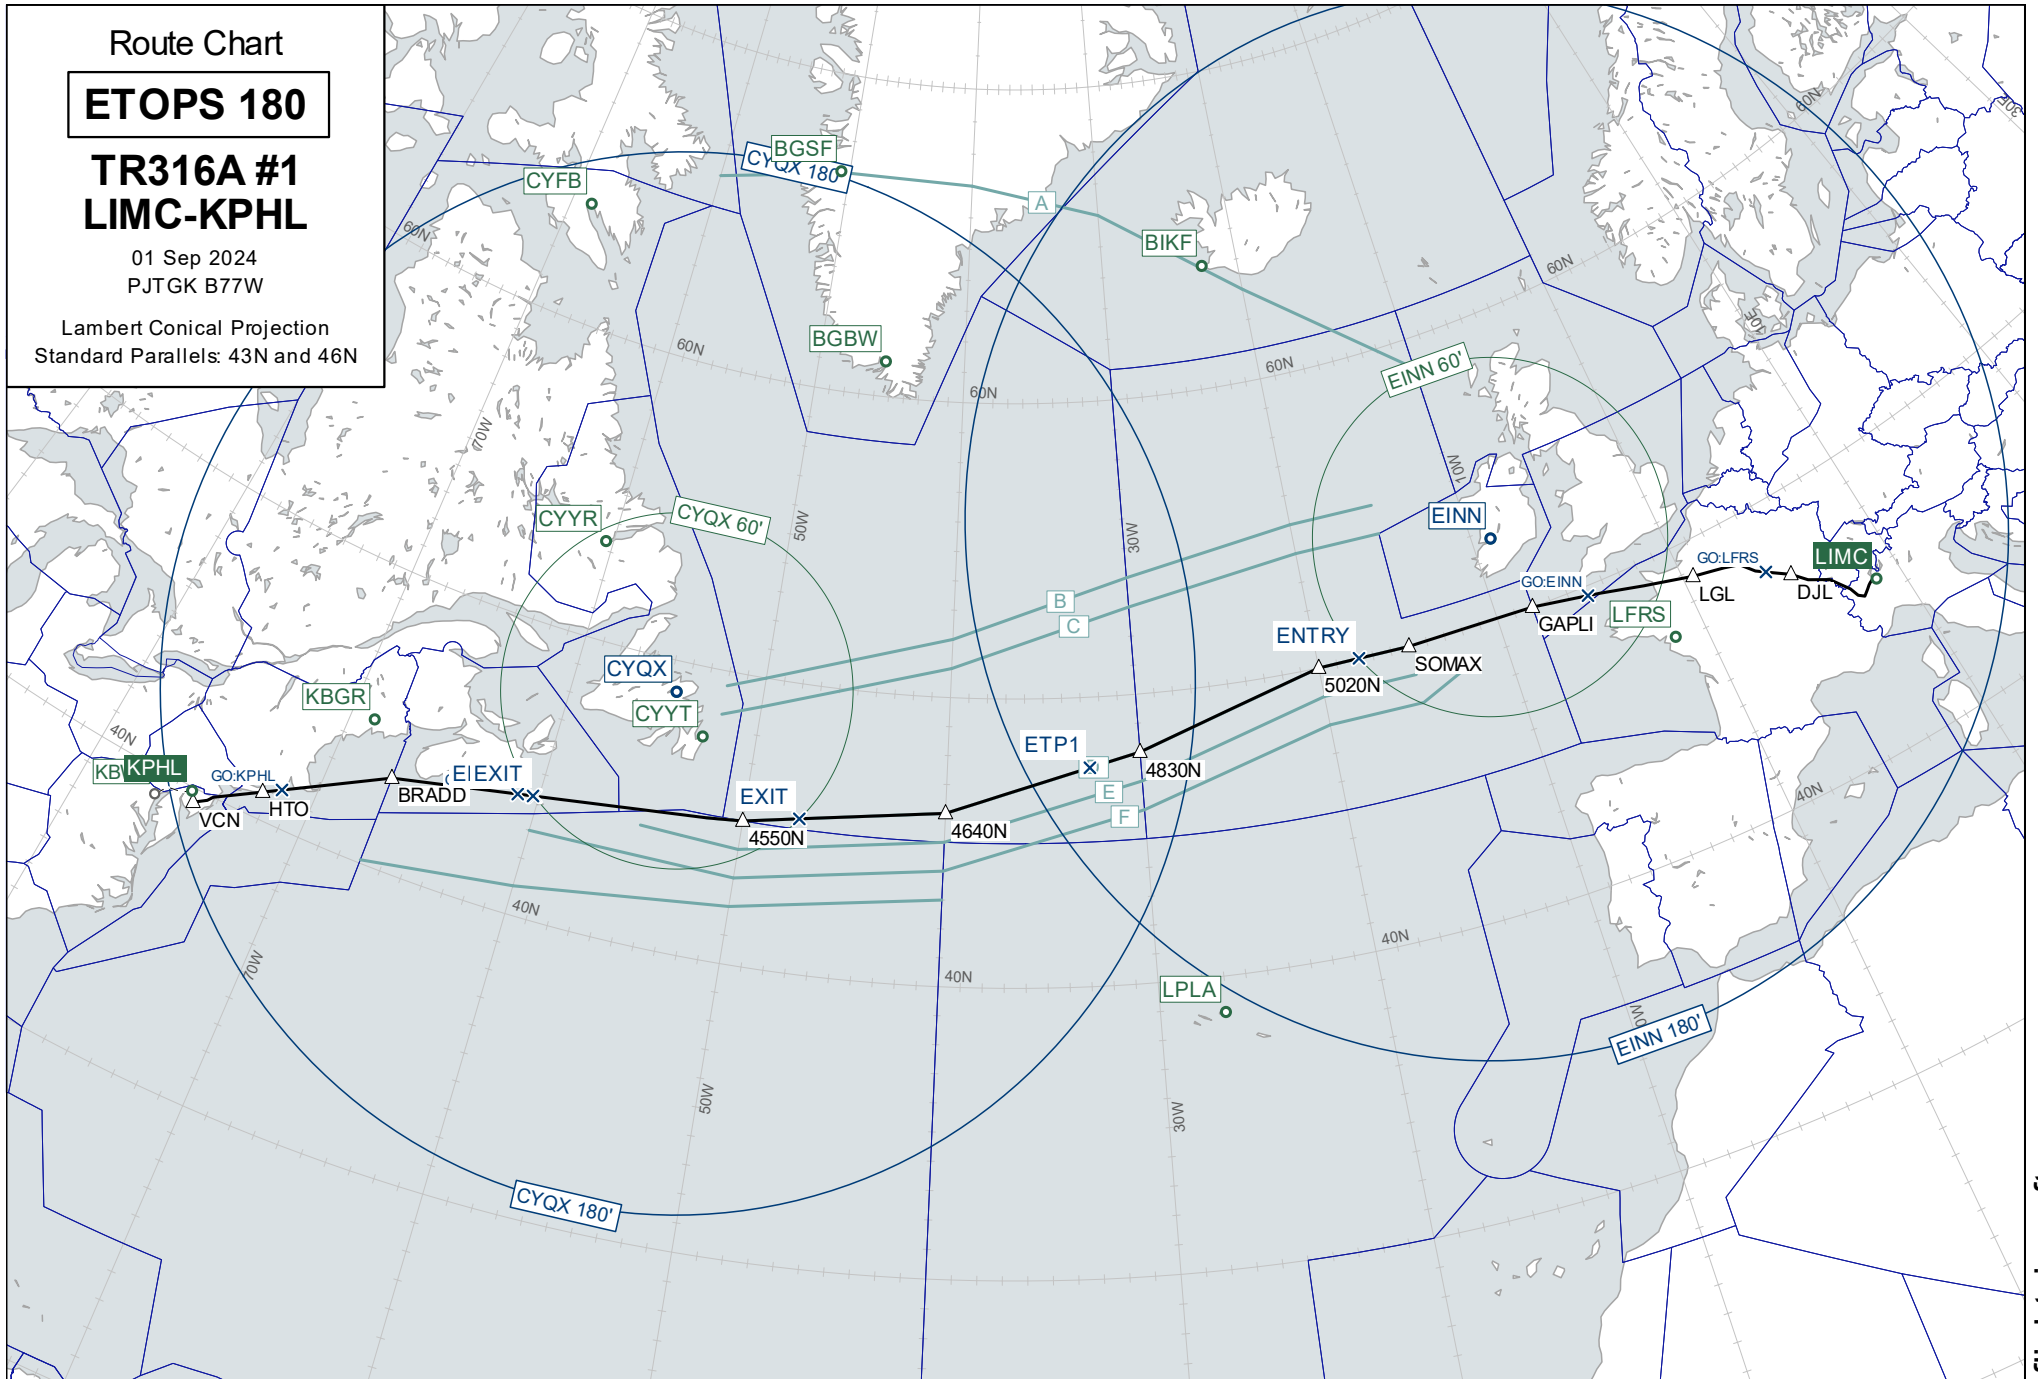 Route Chart
ETOPS 180
TR316A #1
LIMC-KPHL
01 Sep 2024
PJTGK B77W
Lambert Conical Projection
Standard Parallels: 43N and 46N
60N
30E
BGSF
CYQX 180'
CYFB
A
60N
BIKF
60N
10E
BGBW
60N
60N
EINN 60'
60N
70W
10W
CYYR
CYQX 60'
50W
30W
EINN
GO:LFRS
LIMC
GO:EINN
DJL
LGL
B
C
LFRS
GAPLI
ENTRY
SOMAX
5020N
CYQX
KBGR
CYYT
40N
ETP1
4830N
KPHL
GO:KPHL
EXIT
BRADD
HTO
VCN
EXIT
4550N
4640N
E
F
40N
40N
40N
40N
70W
LPLA
EINN 180'
50W
30W
CYQX 180'